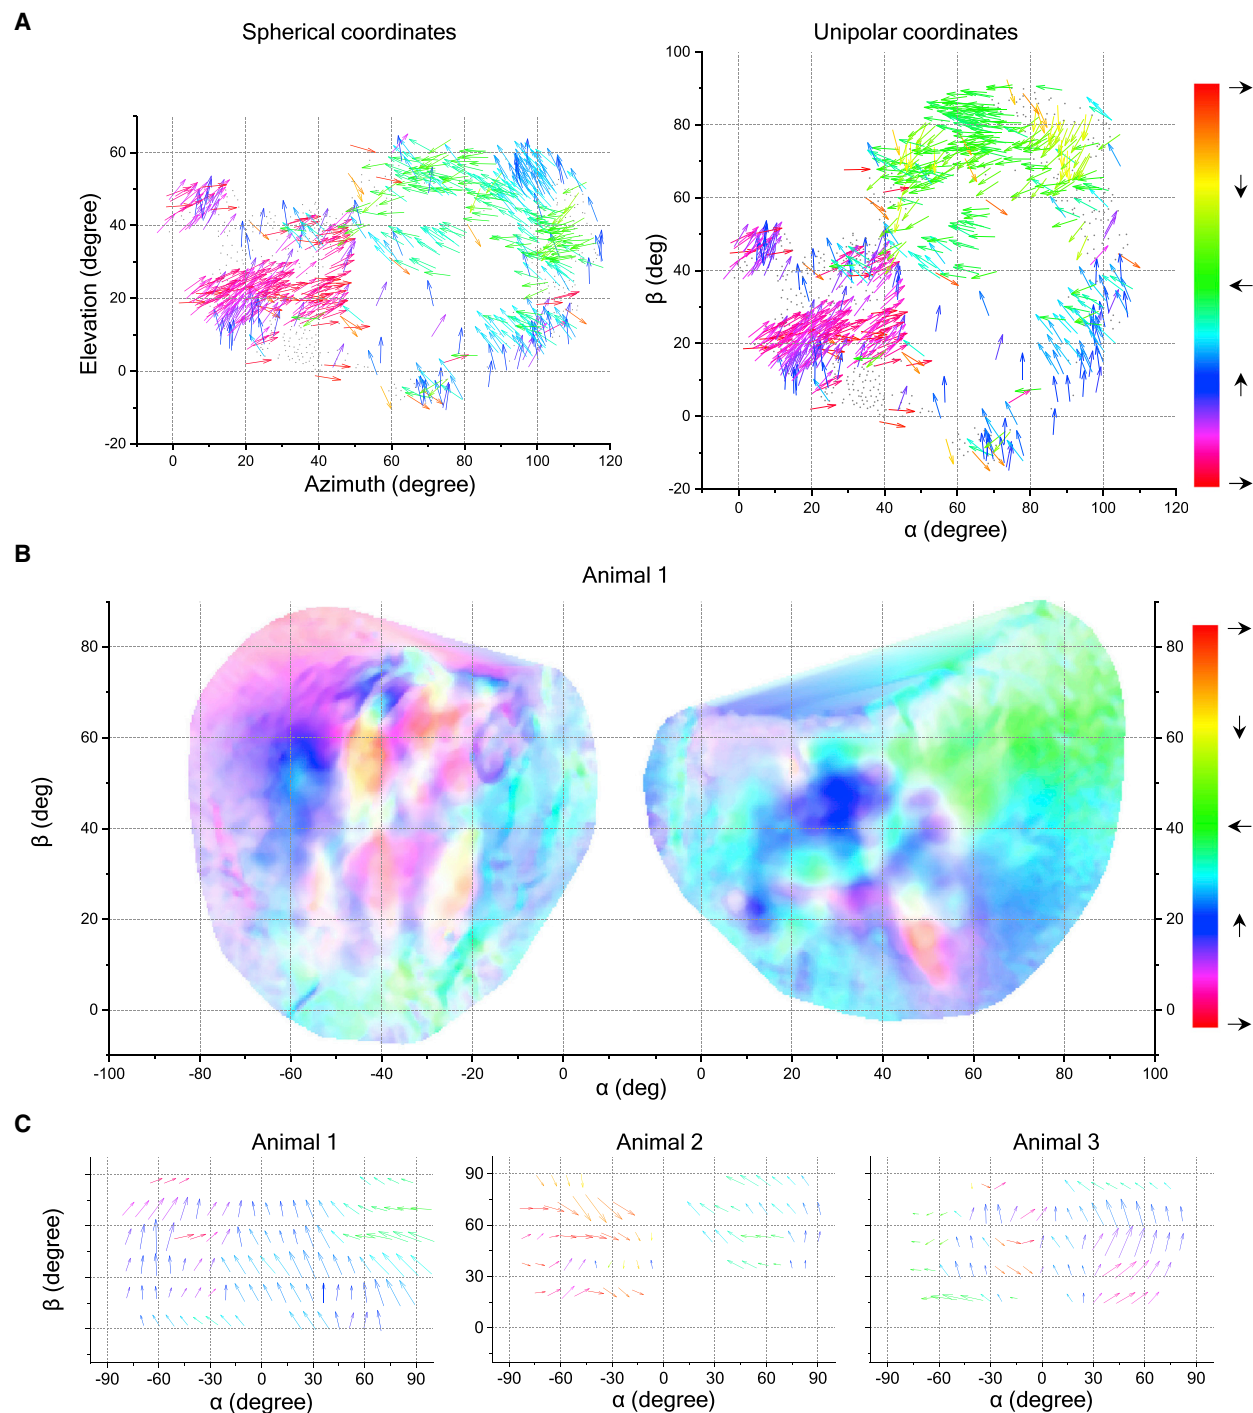 A
Spherical coordinates
Unipolar coordinates
Elevation (degree)
60
40
20
0
-20
0 20 40 60 80 100 120
Azimuth (degree)
β (deg)
100
80
60
40
20
0
-20
0 20 40 60 80 100 120
α (degree)
B
Animal 1
β (deg)
80 80
60 60
40 40
20 20
0 0
-100 -80 -60 -40 -20 0 0 20 40 60 80 100
α (deg)
C
Animal 1 Animal 2 Animal 3
β (degree)
90
60
30
0
-90 -60 -30 0 30 60 90 -90 -60 -30 0 30 60 90 -90 -60 -30 0 30 60 90
α (degree) α (degree) α (degree)